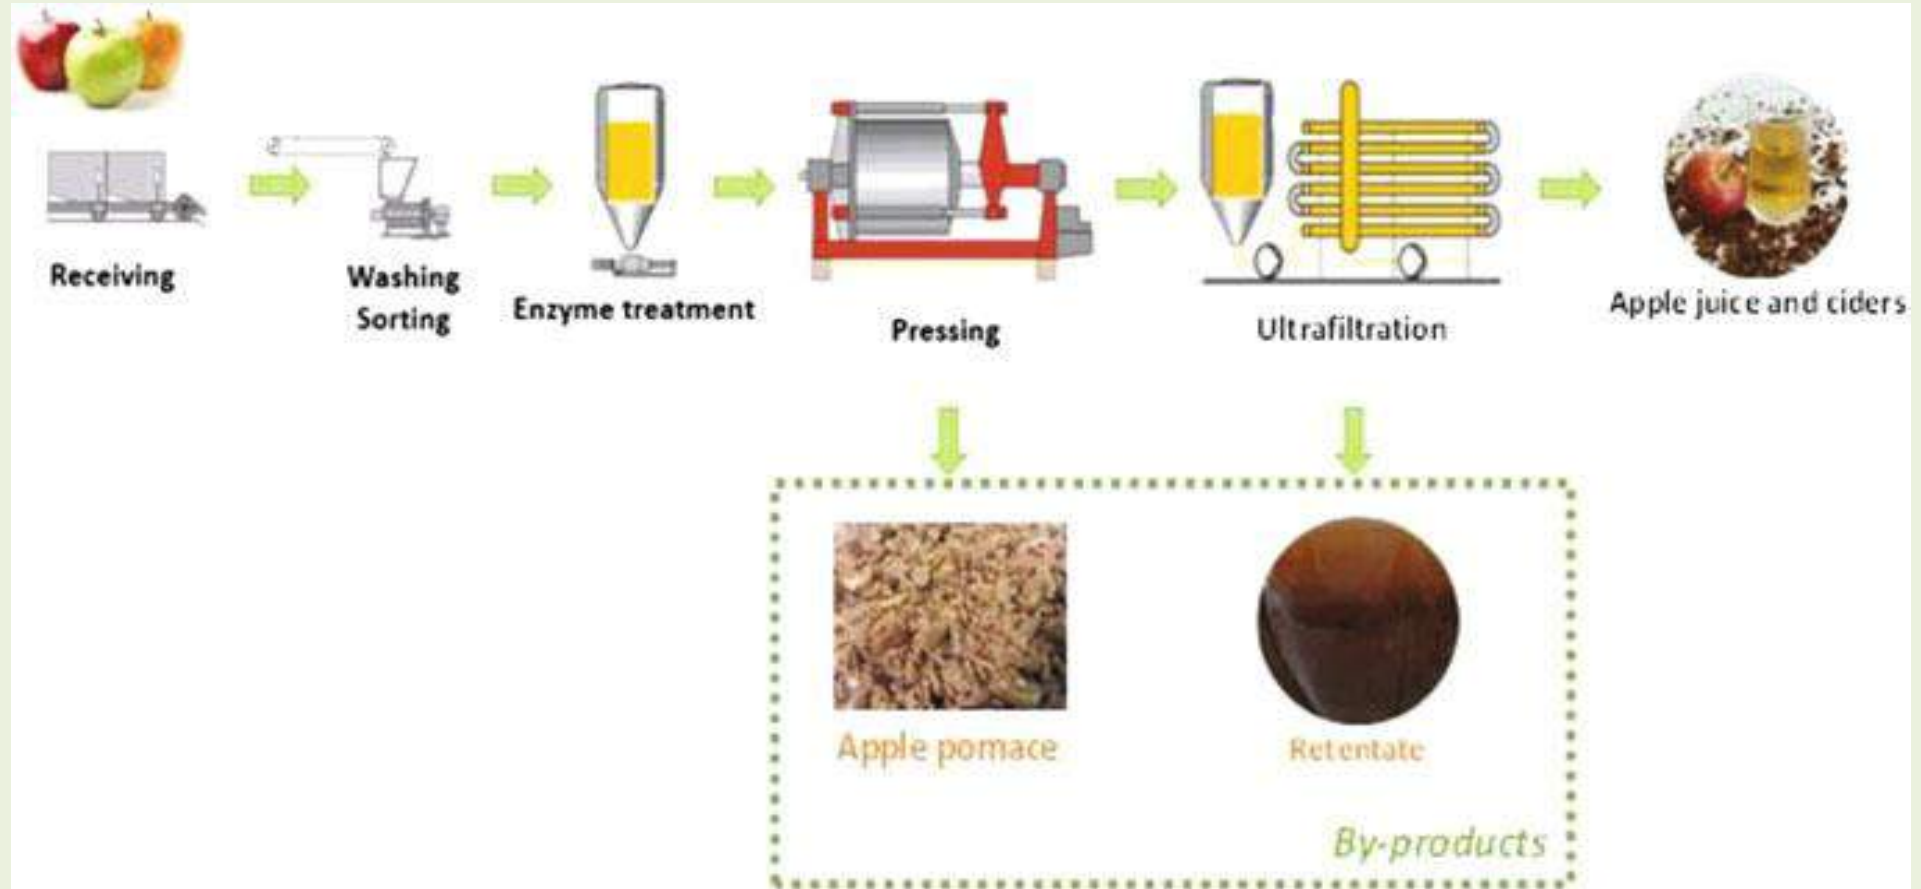 Receiving
Washing
Sorting
Enzyme treatment
Pressing
Ultrafiltration
Apple juice and ciders
Apple pomace
Retentate
By-products